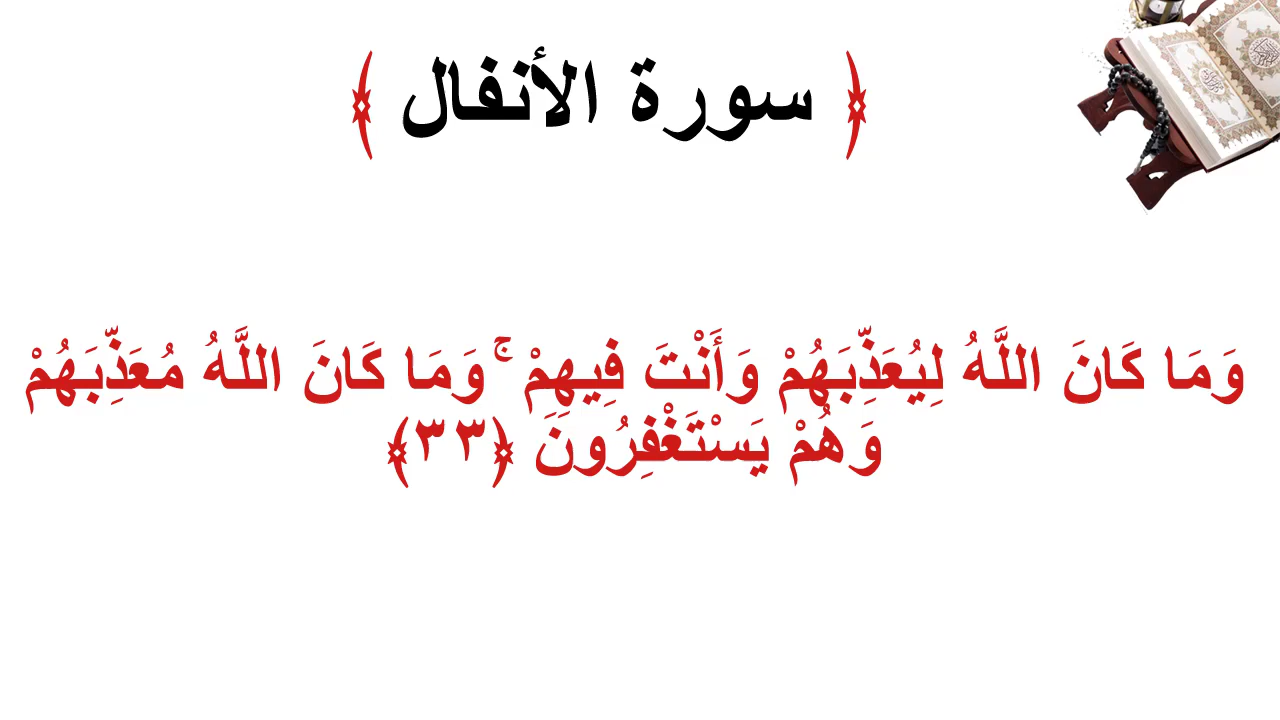 ﴿ سورة الأنفال ﴾
وَمَا كَانَ اللَّهُ لِيُعَذِّبَهُمْ وَأَنْتَ فِيهِمْ ۚ وَمَا كَانَ اللَّهُ مُعَذِّبَهُمْ
وَهُمْ يَسْتَغْفِرُونَ ﴿٣٣﴾